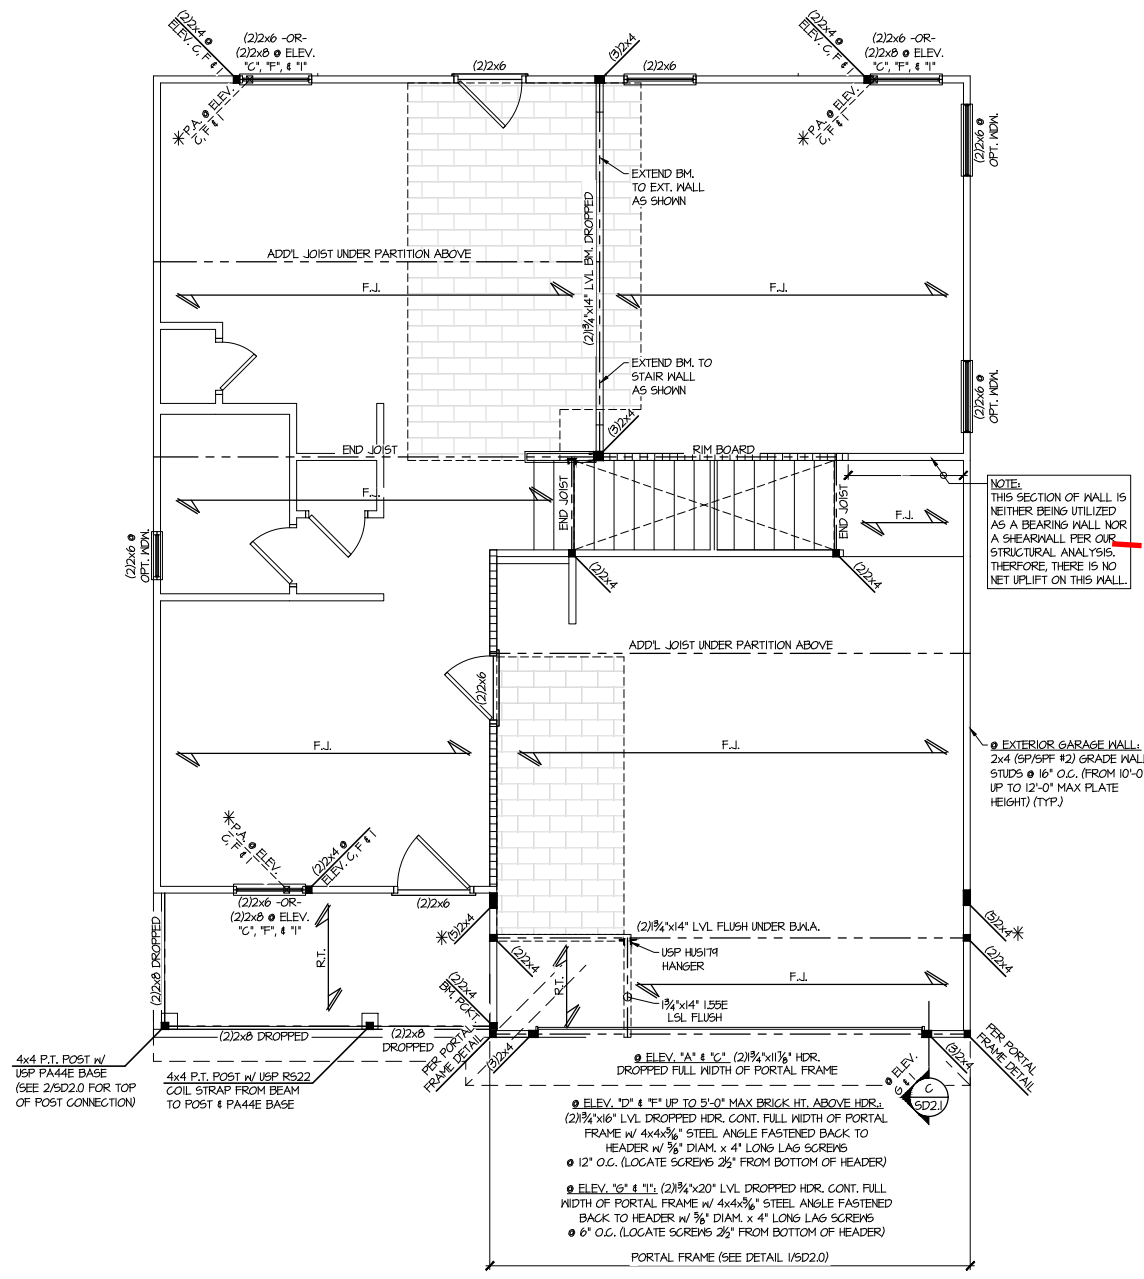 (2)2x4 @
ELEV. C, F & I
(2)2x6 -OR-
(2)2x8 @ ELEV.
"C", "F", & "I"
(2)2x6
(3)2x4
(2)2x6
(2)2x4 @
ELEV. C, F & I
(2)2x6 -OR-
(2)2x8 @ ELEV.
"C", "F", & "I"
P.A. @ ELEV.
C, F & I
P.A. @ ELEV.
C, F & I
(2)2x6 @
OPT. WDW.
EXTEND BM.
TO EXT. WALL
AS SHOWN
(2)1¾"x14" LVL BM. DROPPED
ADD'L JOIST UNDER PARTITION ABOVE
F.J.
F.J.
EXTEND BM. TO
STAIR WALL
AS SHOWN
(2)2x6 @
OPT. WDW.
(3)2x4
END JOIST
RIM BOARD
F.J.
END JOIST
END JOIST
F.J.
NOTE:
THIS SECTION OF WALL IS
NEITHER BEING UTILIZED
AS A BEARING WALL NOR
A SHEARWALL PER OUR
STRUCTURAL ANALYSIS.
THERFORE, THERE IS NO
NET UPLIFT ON THIS WALL.
(2)2x6 @
OPT. WDW.
(2)2x4
(2)2x4
ADD'L JOIST UNDER PARTITION ABOVE
(2)2x6
F.J.
F.J.
@ EXTERIOR GARAGE WALL:
2x4 (SP/SPF #2) GRADE WALL
STUDS @ 16" O.C. (FROM 10'-0
UP TO 12'-0" MAX PLATE
HEIGHT) (TYP.)
P.A. @ ELEV.
C, F & I
(2)2x4 @
ELEV. C, F & I
(2)2x6 -OR-
(2)2x8 @ ELEV.
"C", "F", & "I"
(2)2x6
(5)2x4
(2)2x8 DROPPED
R.T.
(2)1¾"x14" LVL FLUSH UNDER B.W.A.
(5)2x4
(2)2x4
(2)2x4
USP HUS179
HANGER
R.T.
F.J.
(2)2x4
BM. PCKT.
1¾"x14" 1.55E
LSL FLUSH
(2)2x8 DROPPED
(2)2x8
DROPPED
PER PORTAL
FRAME DETAIL
(3)2x4
(3)2x4
PER PORTAL
FRAME DETAIL
4x4 P.T. POST W/
USP PA44E BASE
(SEE 2/SD2.0 FOR TOP
OF POST CONNECTION)
4x4 P.T. POST W/ USP RS22
COIL STRAP FROM BEAM
TO POST & PA44E BASE
@ ELEV. "A" & "C" (2)1¾"x11⅞" HDR.
DROPPED FULL WIDTH OF PORTAL FRAME
@ ELEV.
G & I
C
SD2.1
@ ELEV. "D" & "F" UP TO 5'-0" MAX BRICK HT. ABOVE HDR.:
(2)1¾"x16" LVL DROPPED HDR. CONT. FULL WIDTH OF PORTAL
FRAME W/ 4x4x5/16" STEEL ANGLE FASTENED BACK TO
HEADER W/ ⅝" DIAM. x 4" LONG LAG SCREWS
@ 12" O.C. (LOCATE SCREWS 2½" FROM BOTTOM OF HEADER)
@ ELEV. "G" & "I": (2)1¾"x20" LVL DROPPED HDR. CONT. FULL
WIDTH OF PORTAL FRAME W/ 4x4x5/16" STEEL ANGLE FASTENED
BACK TO HEADER W/ ⅝" DIAM. x 4" LONG LAG SCREWS
@ 6" O.C. (LOCATE SCREWS 2½" FROM BOTTOM OF HEADER)
PORTAL FRAME (SEE DETAIL 1/SD2.0)